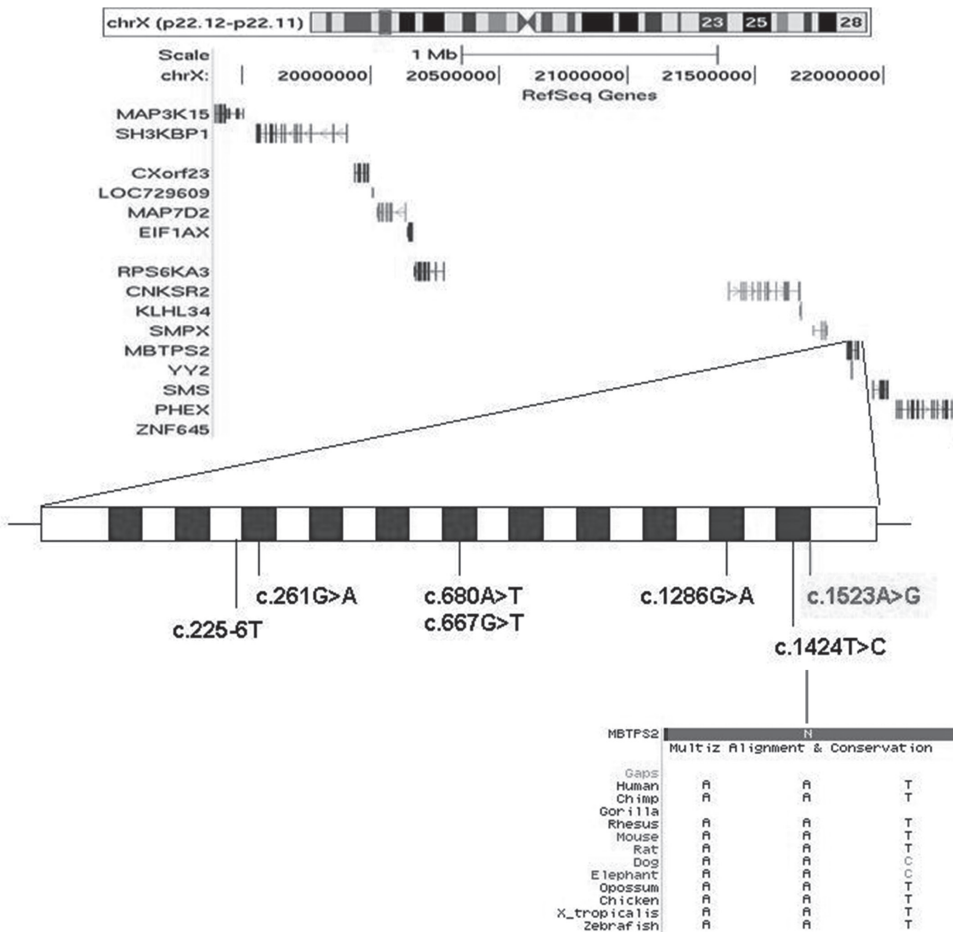 chrX (p22.12-p22.11) 23 25 28
Scale 1 Mb
chrX: 20000000 20500000 21000000 21500000 22000000
RefSeq Genes
MAP3K15
SH3KBP1
CXorf23
LOC729609
MAP7D2
EIF1AX
RPS6KA3
CNKSR2
KLHL34
SMPX
MBTPS2
YY2
SMS
PHEX
ZNF645
c.261G>A c.680A>T c.1286G>A c.1523A>G
c.225-6T c.667G>T
c.1424T>C
MBTPS2 N
Multiz Alignment & Conservation
Gaps
Human A A T
Chimp A A T
Gorilla
Rhesus A A T
Mouse A A T
Rat A A T
Dog A A C
Elephant A A C
Opossum A A T
Chicken A A T
X_tropicalis A A T
Zebrafish A A T